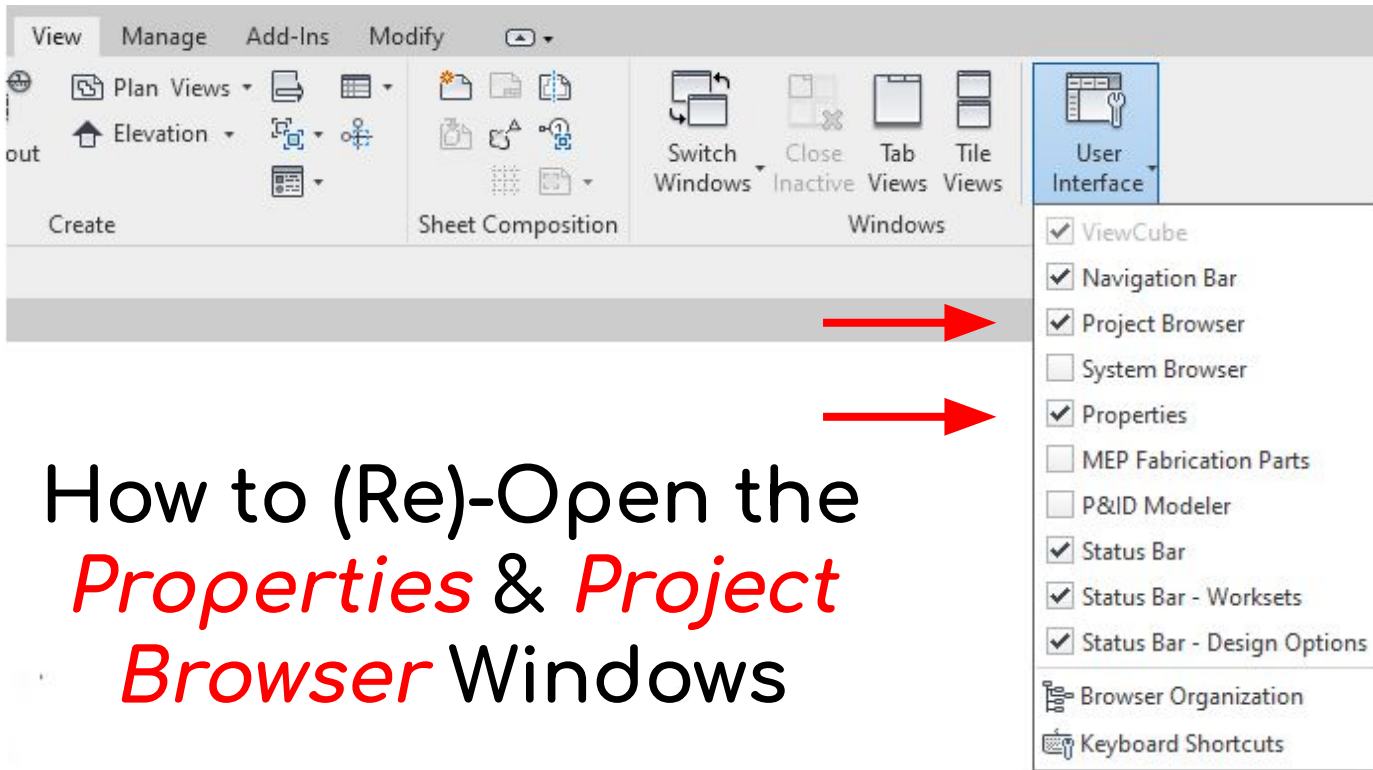 View Manage Add-Ins Modify
Plan Views
Elevation
out
Create
Sheet Composition
Switch
Windows
Close
Inactive
Tab
Views
Tile
Views
Windows
User
Interface
ViewCube
Navigation Bar
Project Browser
System Browser
Properties
MEP Fabrication Parts
P&ID Modeler
Status Bar
Status Bar - Worksets
Status Bar - Design Options
Browser Organization
Keyboard Shortcuts
How to (Re)-Open the
Properties & Project
Browser Windows